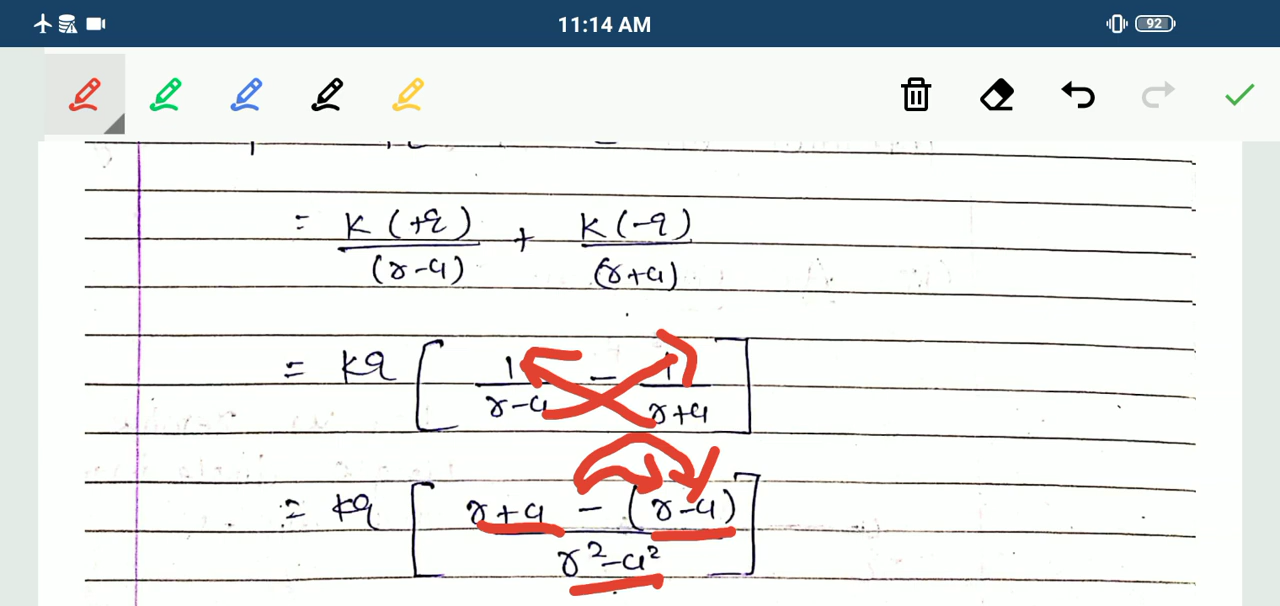 11:14 AM
92
= K (+q) / (r-a) + K (-q) / (r+a)
= Kq [ 1 / r-a - 1 / r+a ]
= Kq [ r+a - (r-a) / r²-a² ]